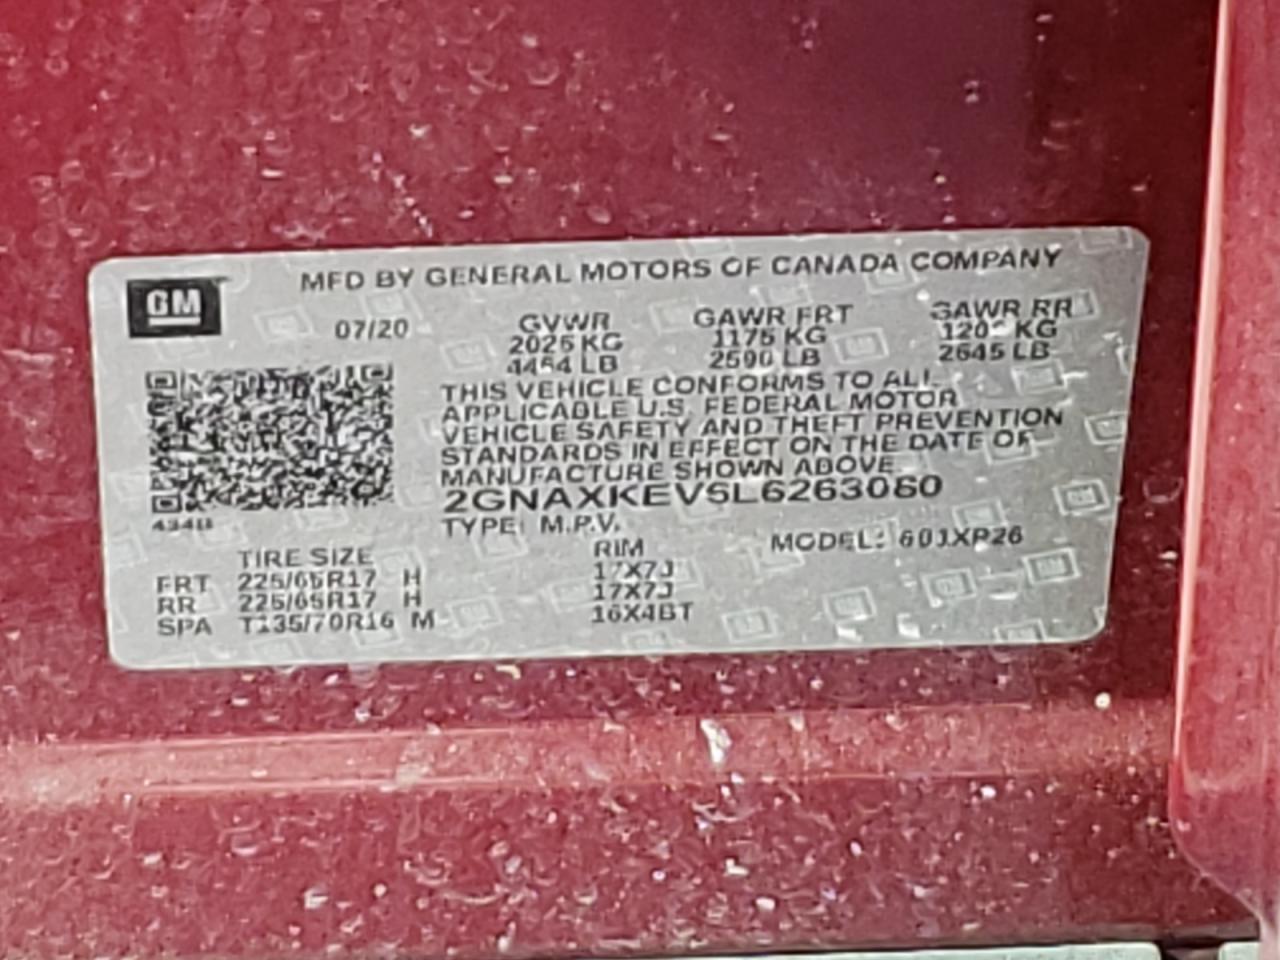 GM
MFD BY GENERAL MOTORS OF CANADA COMPANY
07/20
GVWR GAWR FRT GAWR RR
2025 KG 1175 KG KG
LB 2590 LB 2645 LB
THIS VEHICLE CONFORMS TO ALL
APPLICABLE U.S. FEDERAL MOTOR
VEHICLE SAFETY AND THEFT PREVENTION
STANDARDS IN EFFECT ON THE DATE OF
MANUFACTURE SHOWN ABOVE.
TYPE: M.P.V.
MODEL:
TIRE SIZE RIM
FRT 225/65R17 H 17X7J
RR 225/65R17 H 17X7J
SPA T135/70R16 M 16X4BT